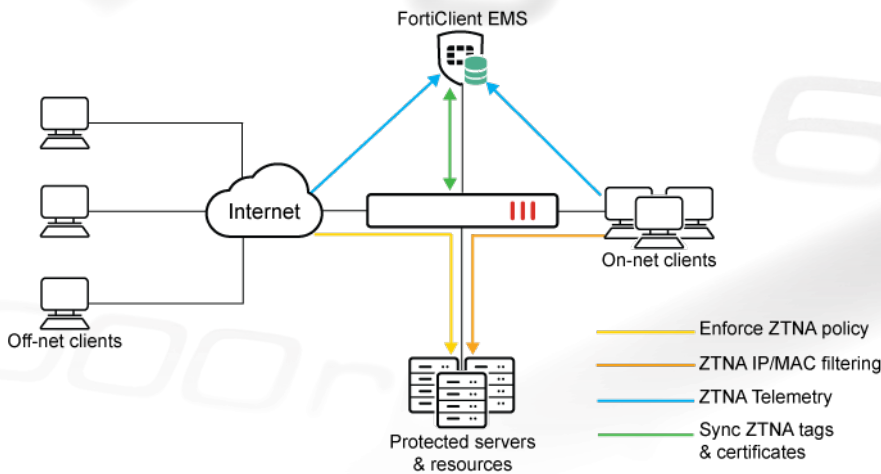 FortiClient EMS
Internet
On-net clients
Off-net clients
Protected servers
& resources
Enforce ZTNA policy
ZTNA IP/MAC filtering
ZTNA Telemetry
Sync ZTNA tags
& certificates